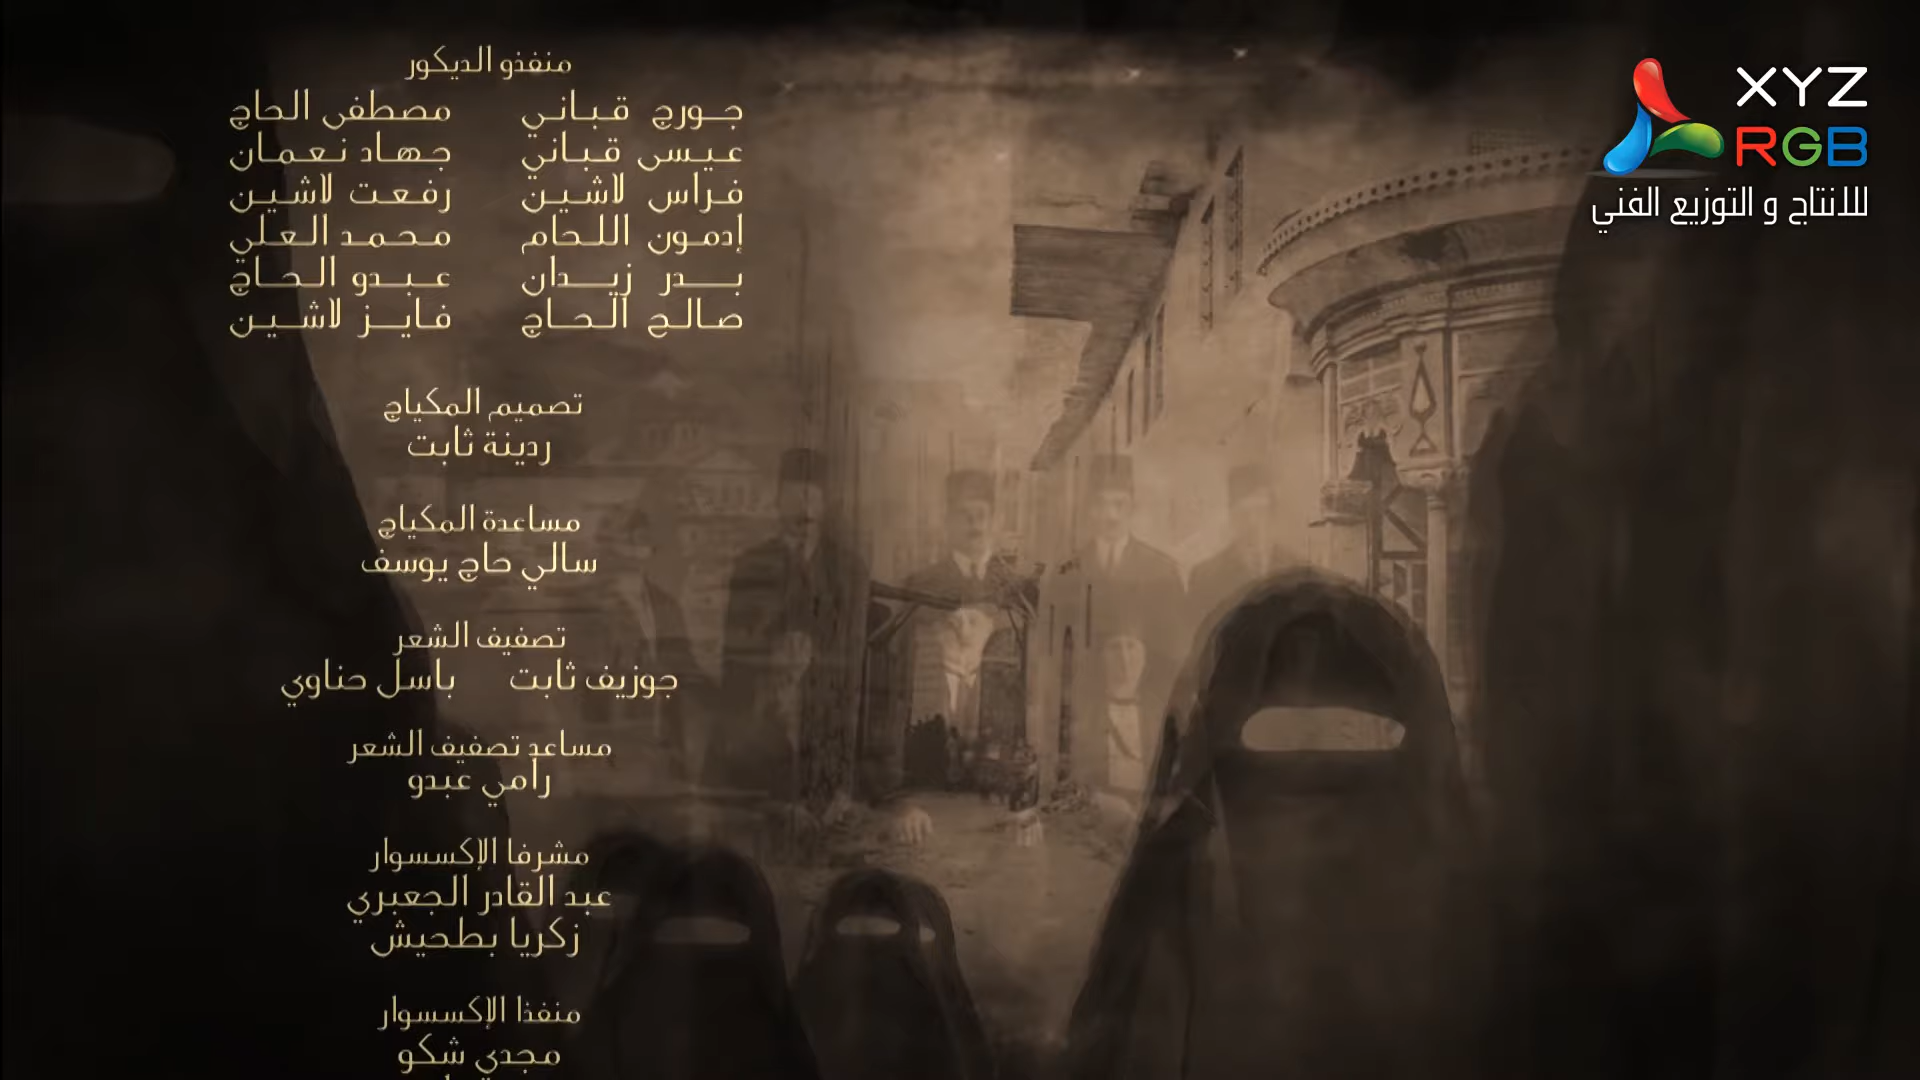 منفذو الديكور
جورج قباني مصطفى الحاج
عيسى قباني جهاد نعمان
فراس لاشين رفعت لاشين
إدمون اللحام محمد العلي
بدر زيدان عبدو الحاج
صالح الحاج فايز لاشين
تصميم المكياج
ردينة ثابت
مساعدة المكياج
سالي حاج يوسف
تصفيف الشعر
جوزيف ثابت باسل حناوي
مساعد تصفيف الشعر
رامي عبدو
مشرفا الإكسسوار
عبد القادر الجعبري
زكريا بطحيش
منفذا الإكسسوار
مجدي شكو
XYZ
RGB
للانتاج و التوزيع الفني